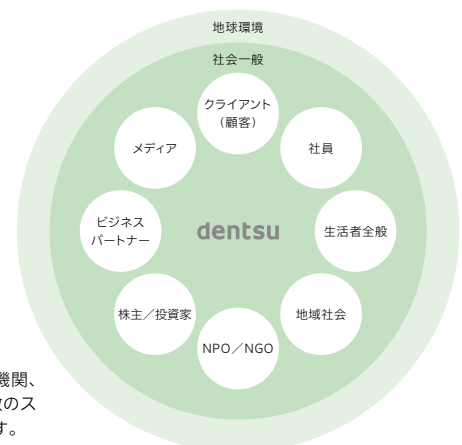 地球環境
社会一般
クライアント
（顧客）
メディア
社員
ビジネス
パートナー
dentsu
生活者全般
株主／投資家
地域社会
NPO／NGO
機関、
数のス
す。